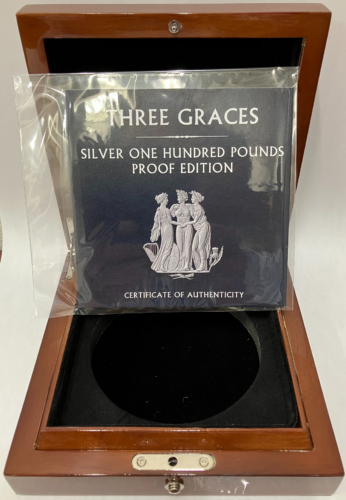 THREE GRACES
SILVER ONE HUNDRED POUNDS
PROOF EDITION
CERTIFICATE OF AUTHENTICITY